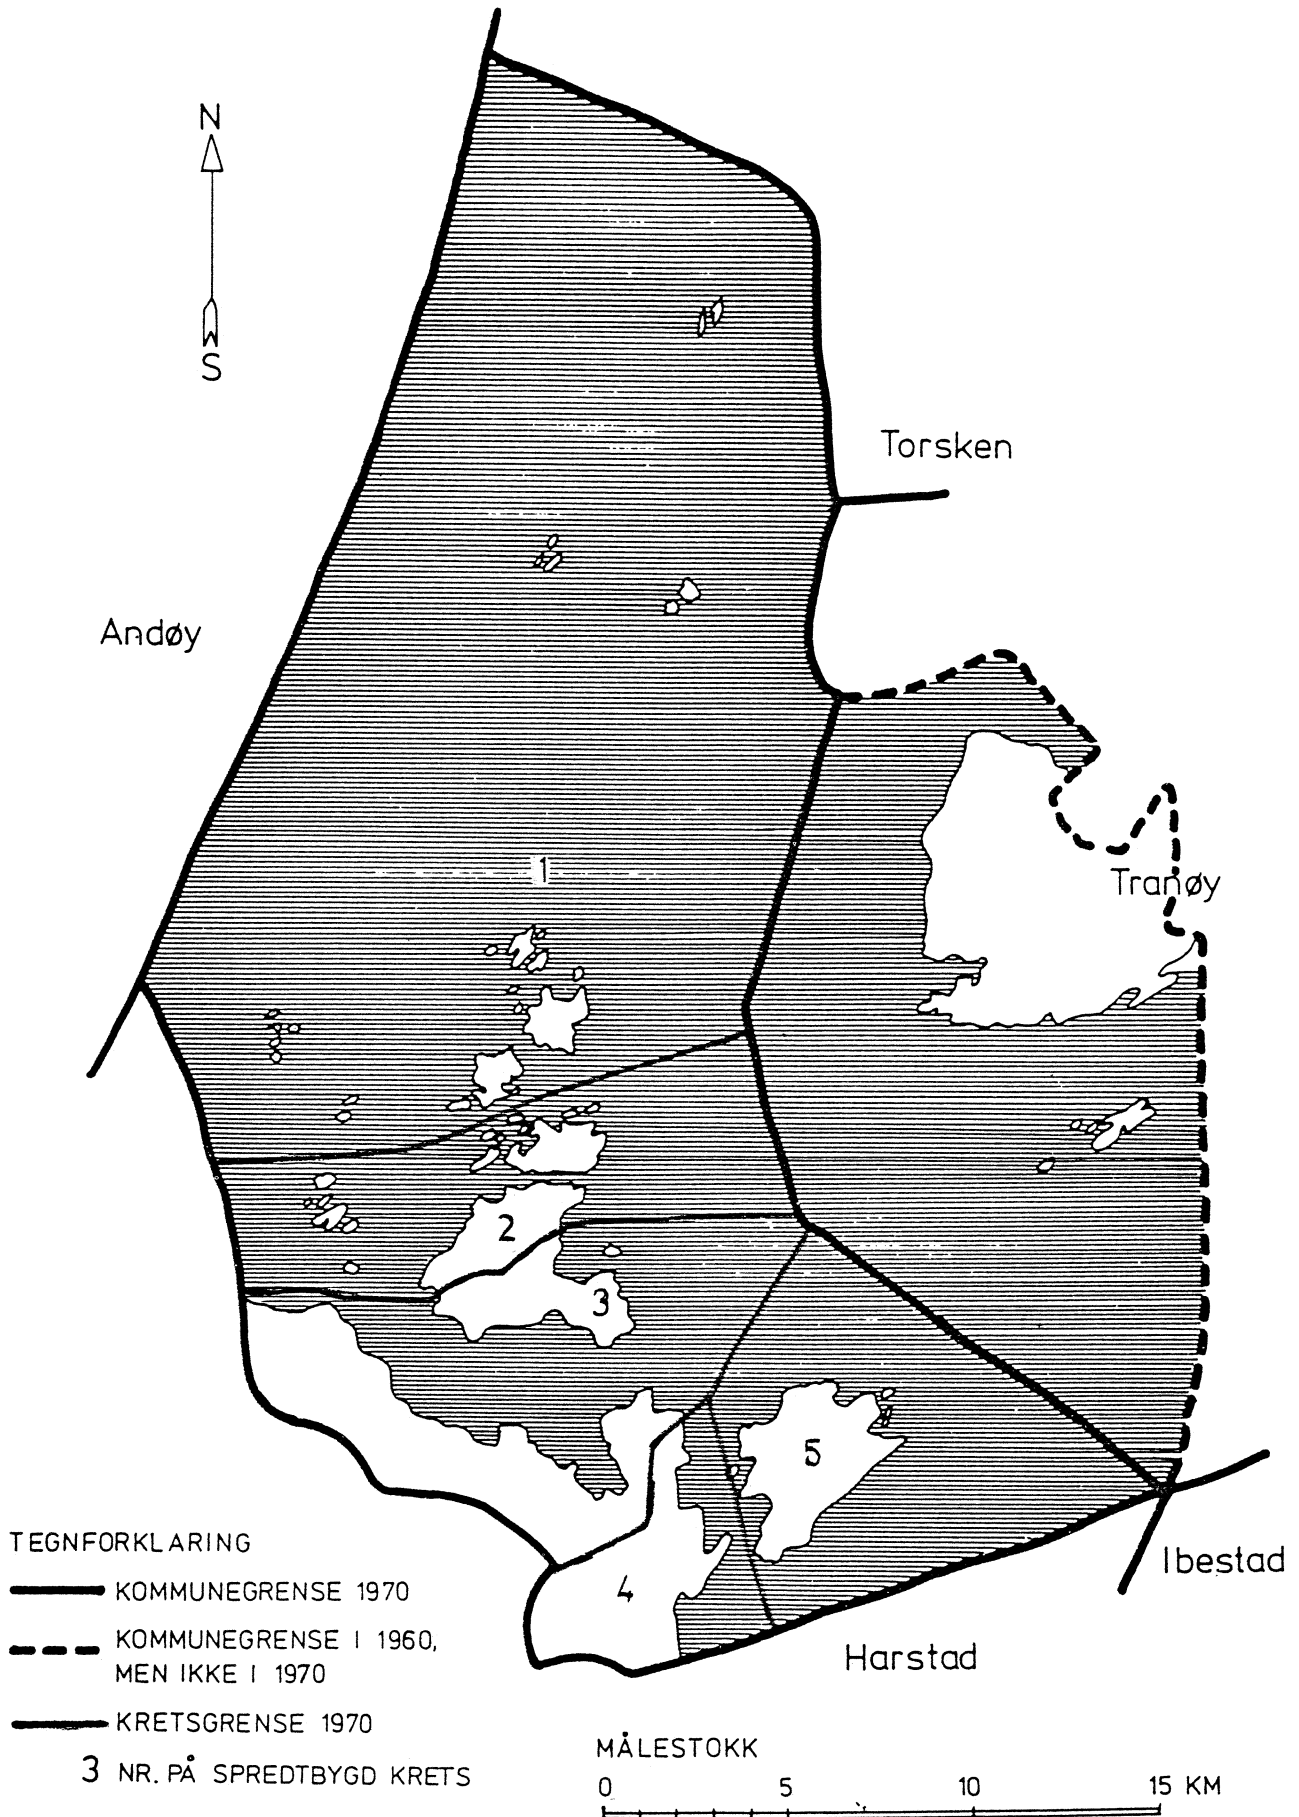 N
S
Torsken
Andøy
1
Tranøy
2
3
5
4
Ibestad
Harstad
TEGNFORKLARING
KOMMUNEGRENSE 1970
KOMMUNEGRENSE I 1960,
MEN IKKE I 1970
KRETSGRENSE 1970
3 NR. PÅ SPREDTBYGD KRETS
MÅLESTOKK
0 5 10 15 KM